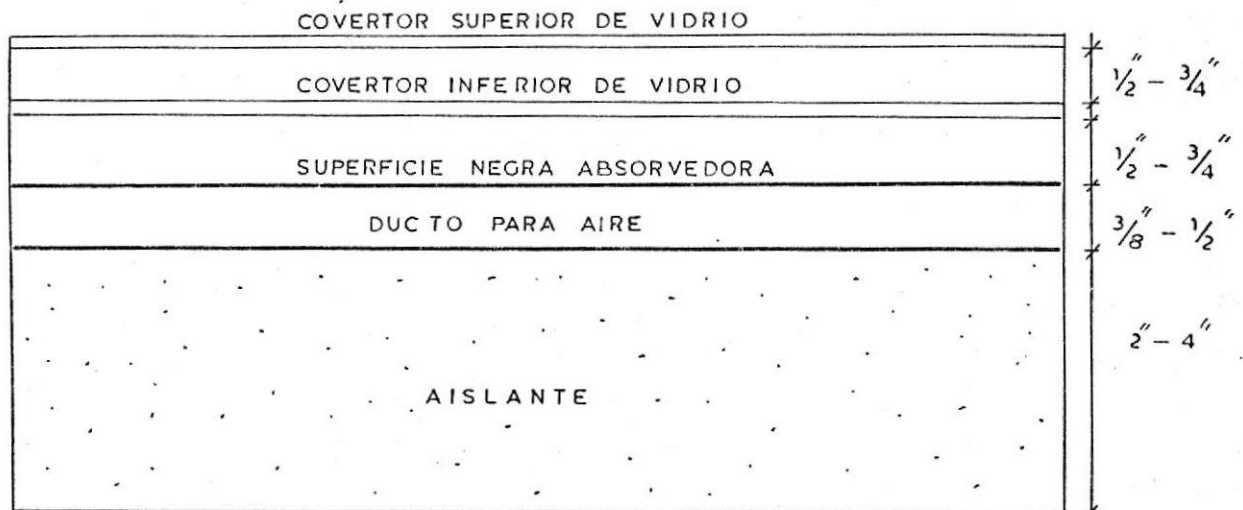 COVERTOR SUPERIOR DE VIDRIO
COVERTOR INFERIOR DE VIDRIO
1/2" - 3/4"
SUPERFICIE NEGRA ABSORVEDORA
1/2" - 3/4"
DUCTO PARA AIRE
3/8" - 1/2"
2" - 4"
AISLANTE